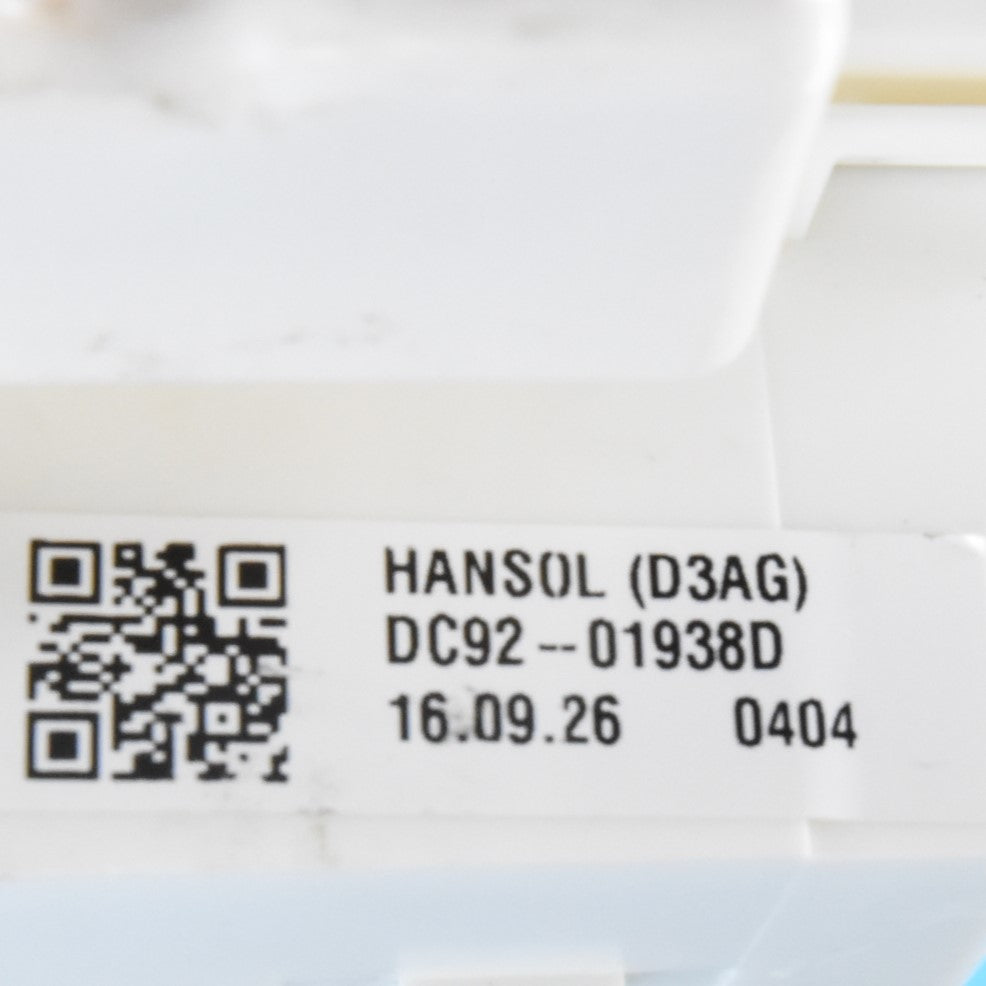 HANSOL (D3AG)
DC92--01938D
16.09.26 0404